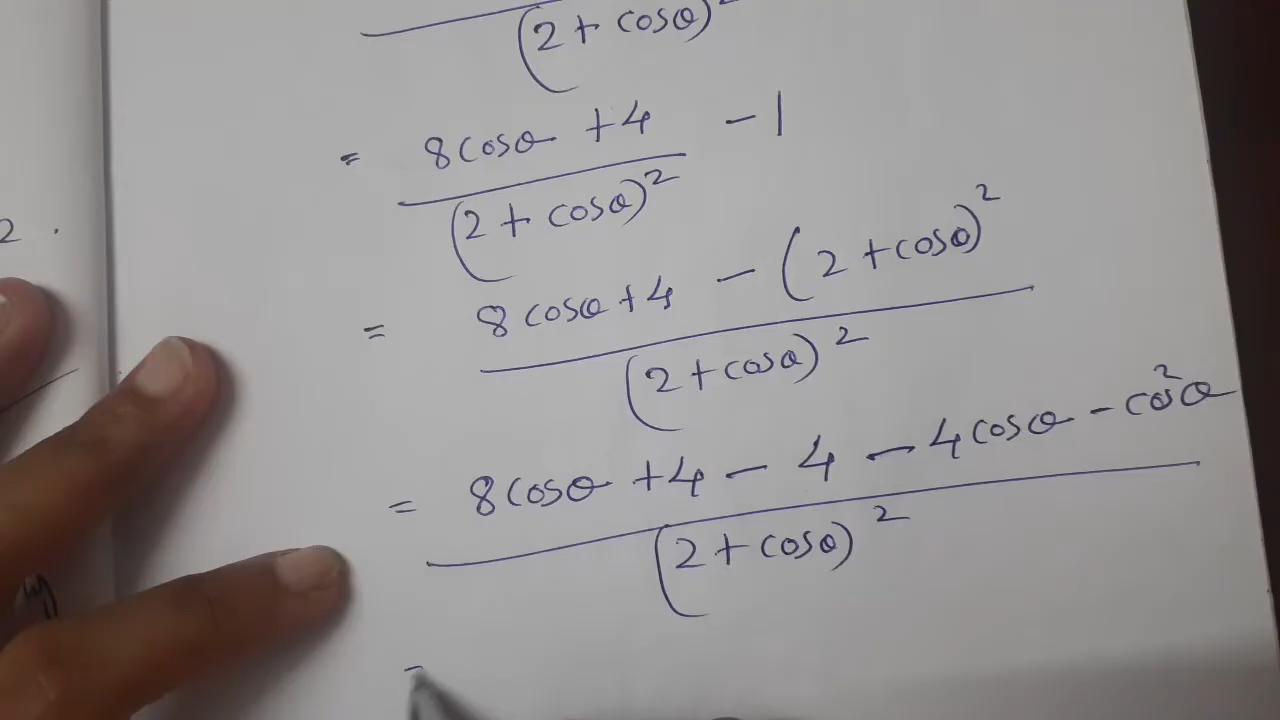 (2 + cosθ)²
= 8cosθ + 4 - 1
(2 + cosθ)²
2 .
= 8cosθ + 4 - (2 + cosθ)²
(2 + cosθ)²
= 8cosθ + 4 - 4 - 4cosθ - cos²θ
(2 + cosθ)²